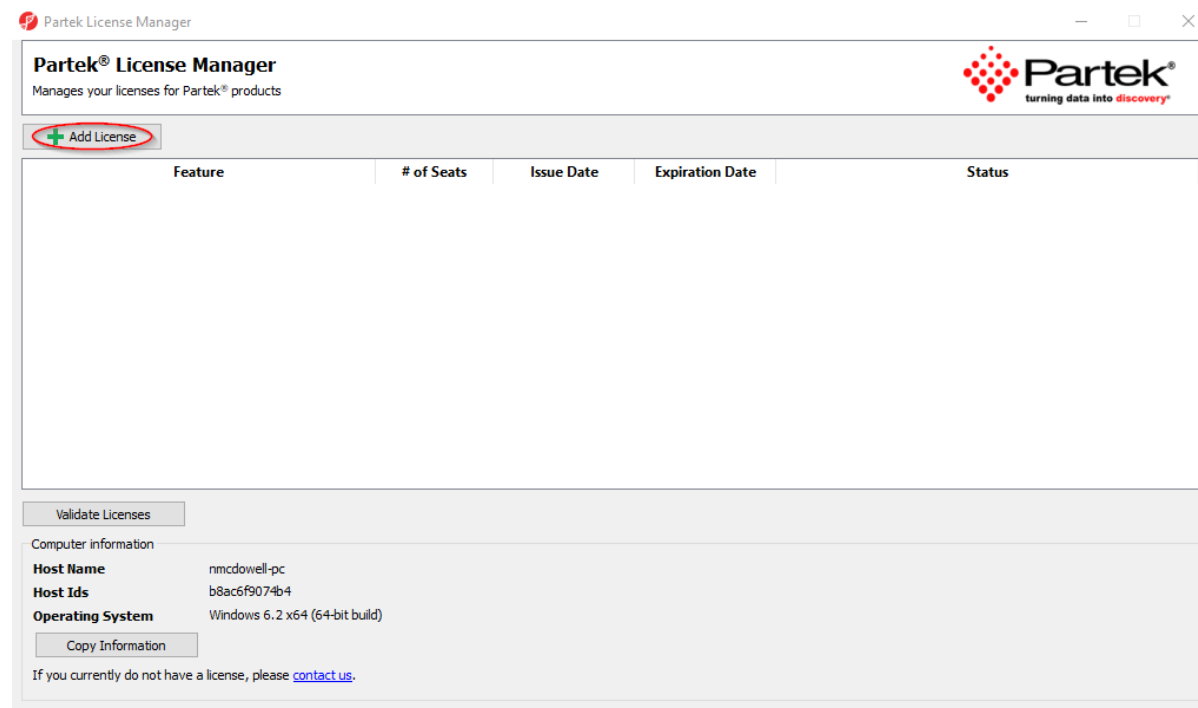 Partek License Manager
Partek® License Manager
Manages your licenses for Partek® products
Partek®
turning data into discovery®
Add License
Feature # of Seats Issue Date Expiration Date Status
Validate Licenses
Computer information
Host Name nmcdowell-pc
Host Ids b8ac6f9074b4
Operating System Windows 6.2 x64 (64-bit build)
Copy Information
If you currently do not have a license, please contact us.